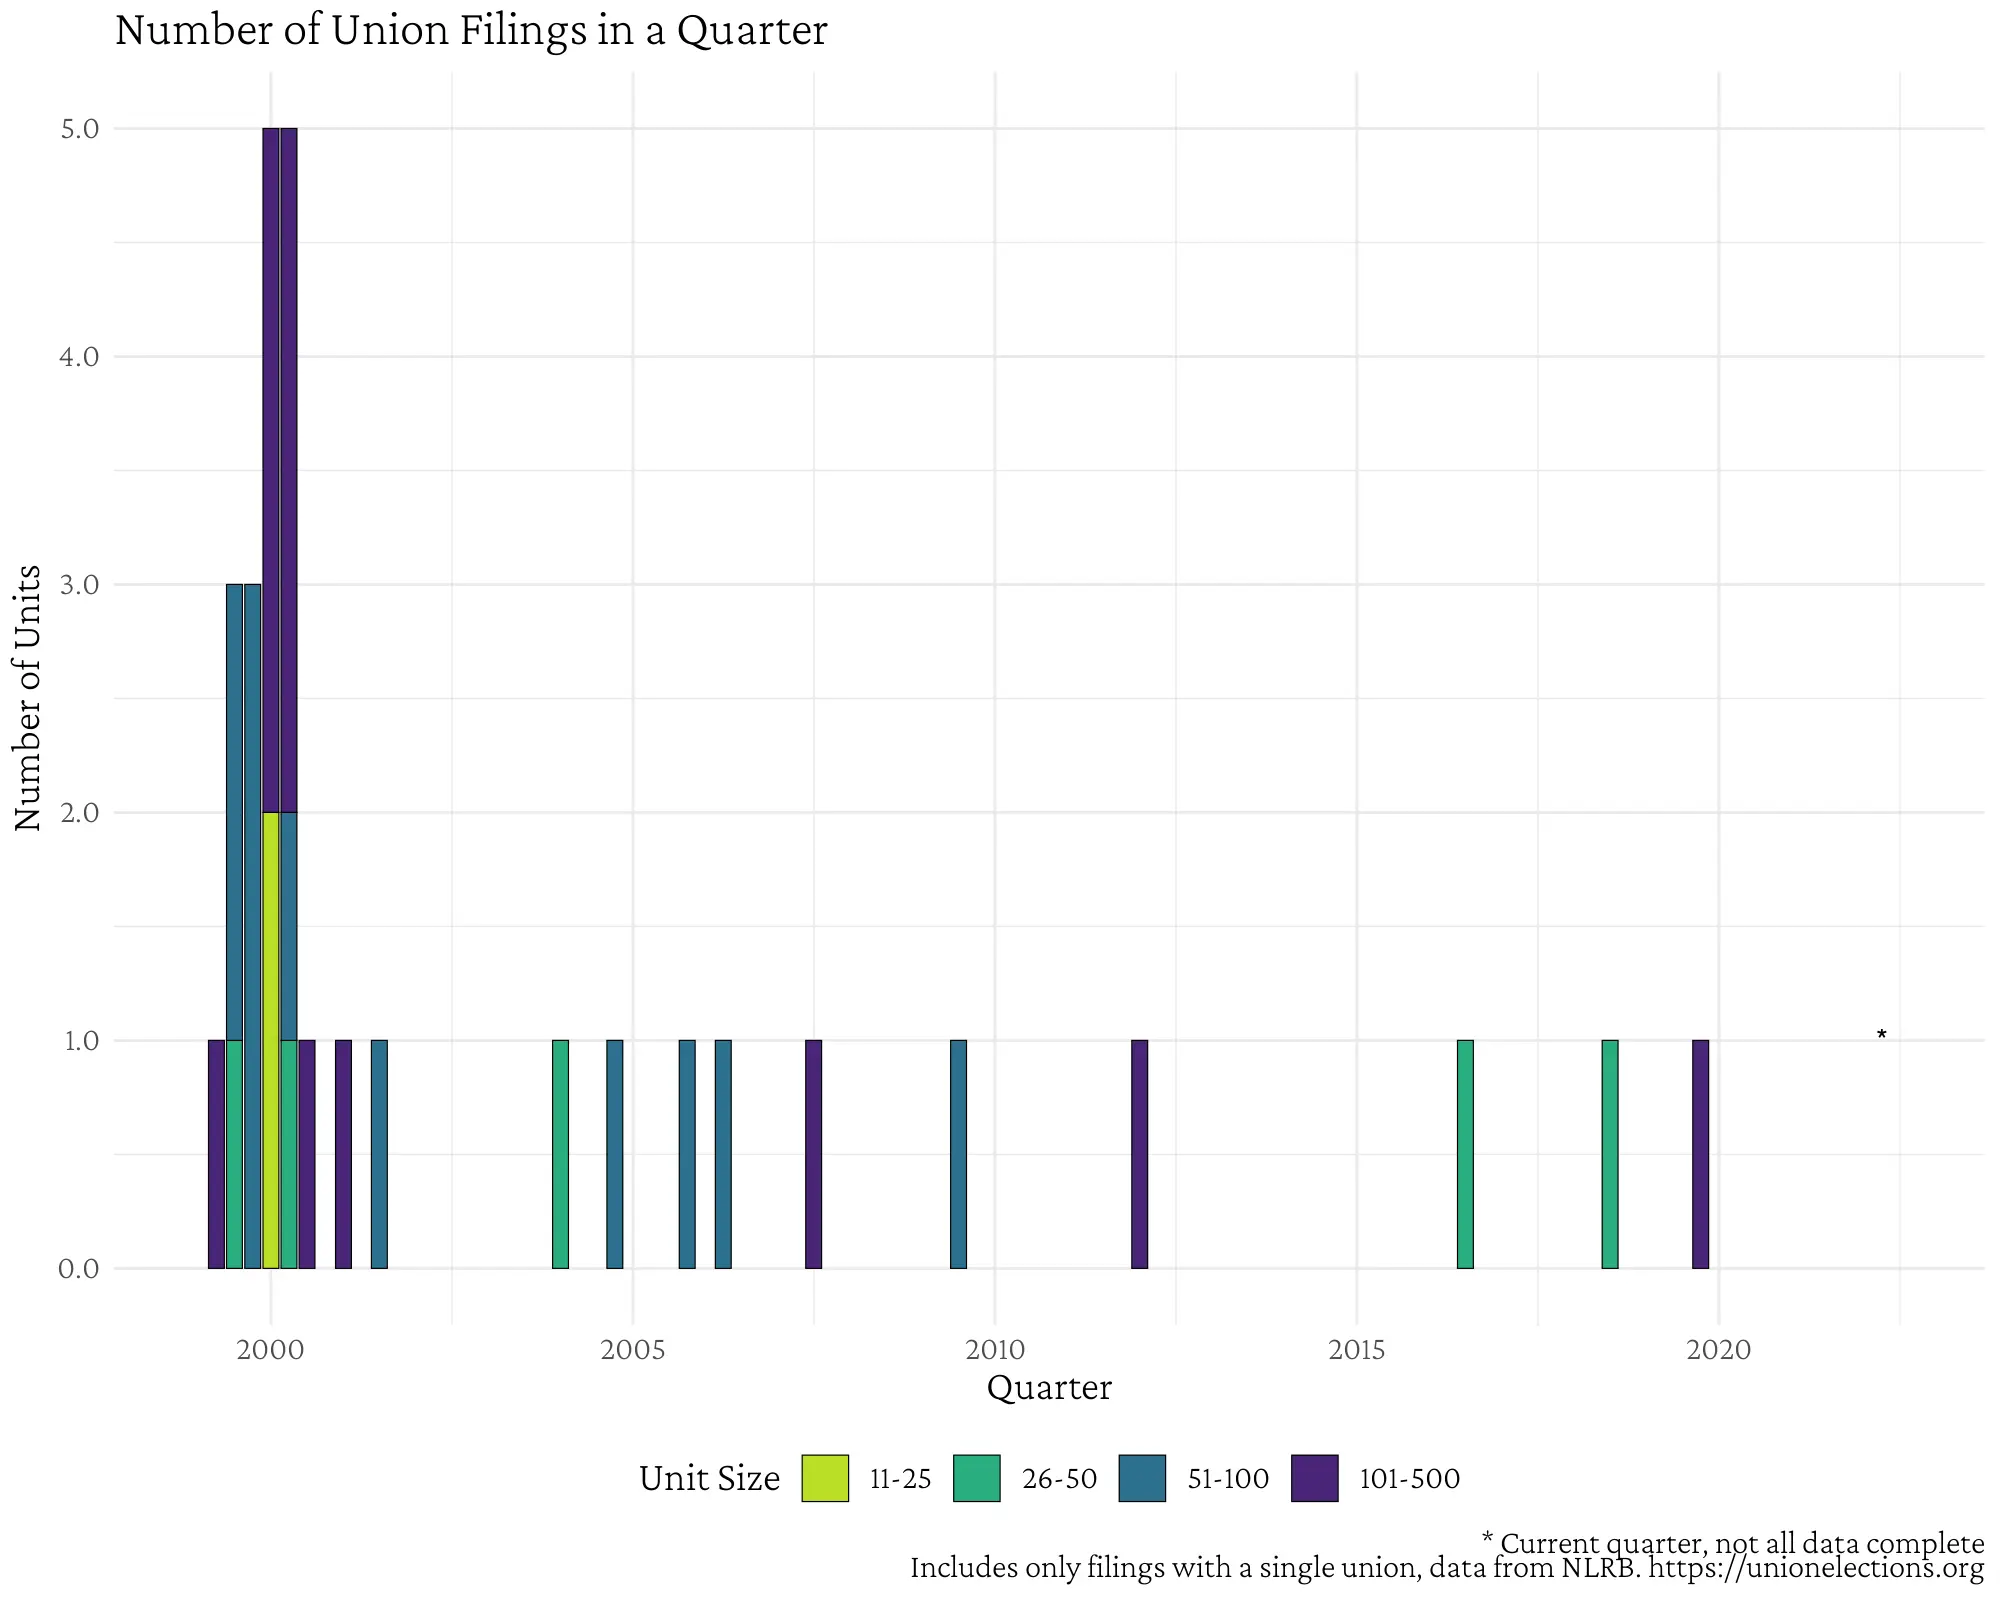 Number of Union Filings in a Quarter
5.0
4.0
3.0
2.0
1.0
0.0
Number of Units
*
2000 2005 2010 2015 2020
Quarter
Unit Size 11-25 26-50 51-100 101-500
* Current quarter, not all data complete
Includes only filings with a single union, data from NLRB. https://unionelections.org